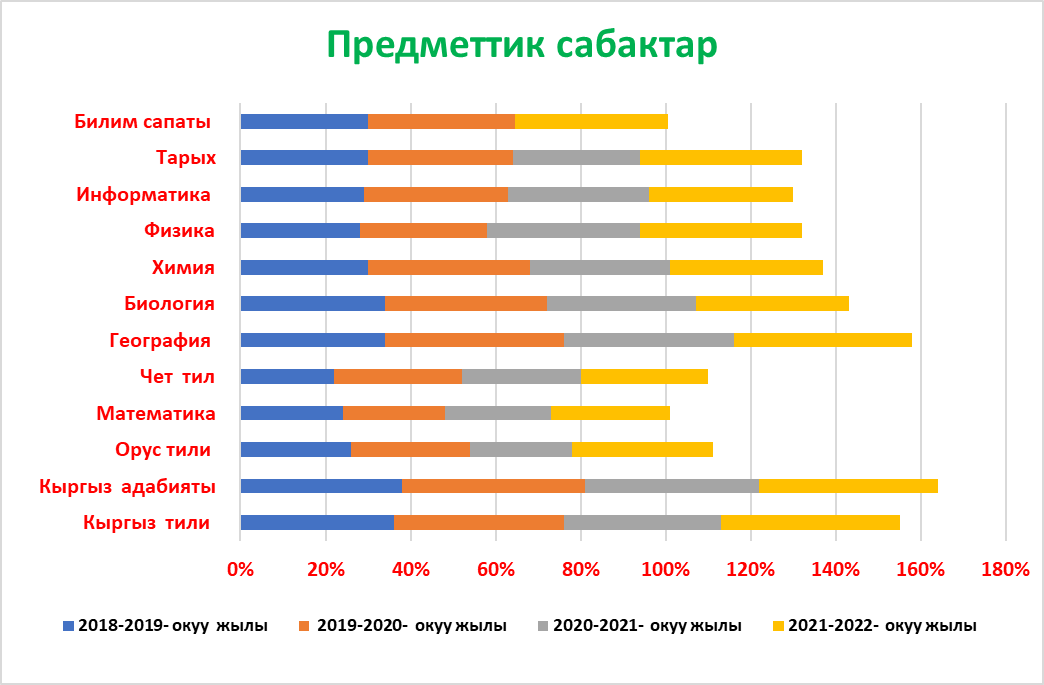 Предметтик сабактар
Билим сапаты
Тарых
Информатика
Физика
Химия
Биология
География
Чет тил
Математика
Орус тили
Кыргыз адабияты
Кыргыз тили
0% 20% 40% 60% 80% 100% 120% 140% 160% 180%
2018-2019- окуу жылы 2019-2020- окуу жылы 2020-2021- окуу жылы 2021-2022- окуу жылы